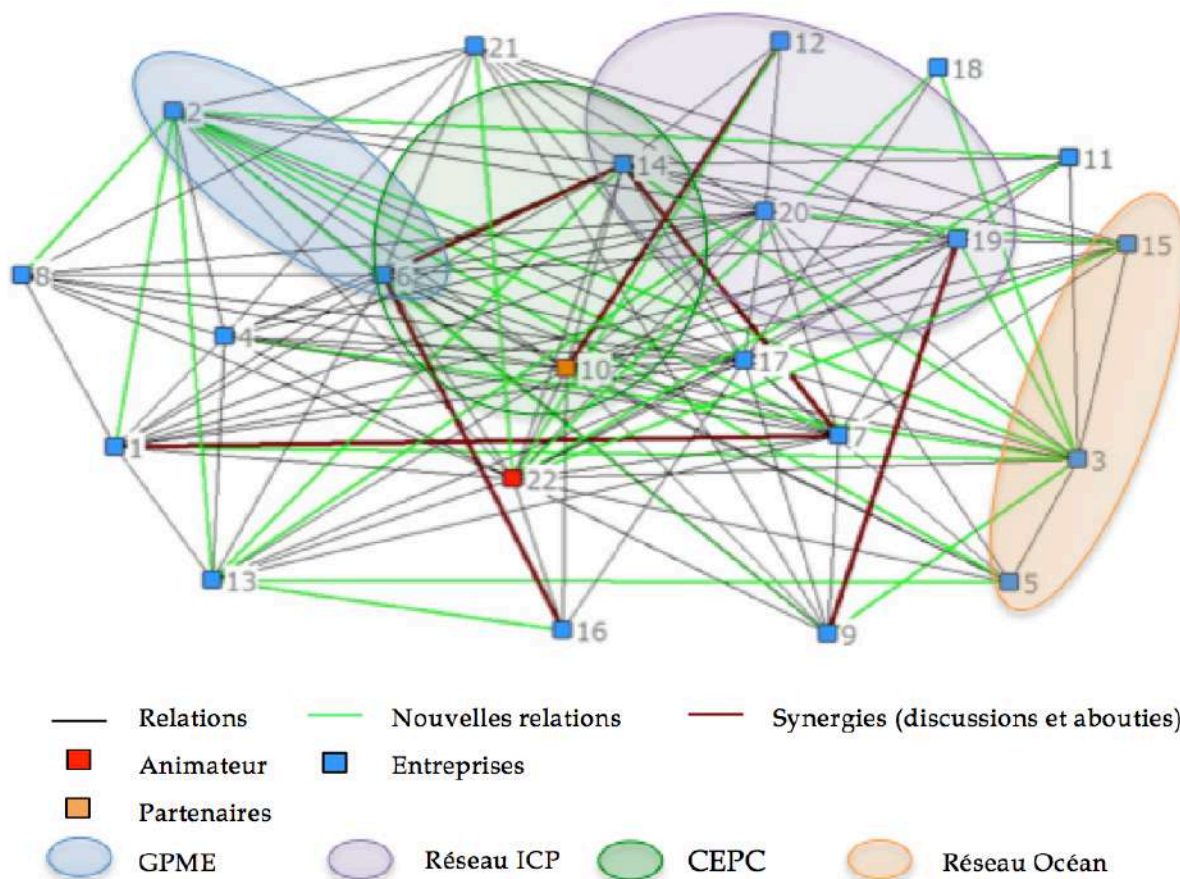 21
12
18
2
14
11
20
19
15
8
6
4
10
17
1
7
3
22
13
5
16
9
Relations
Nouvelles relations
Synergies (discussions et abouties)
Animateur
Entreprises
Partenaires
GPME
Réseau ICP
CEPC
Réseau Océan